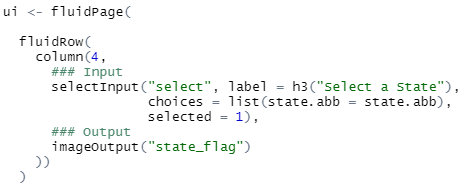 ui <- fluidPage(
fluidRow(
column(4,
### Input
selectInput("select", label = h3("Select a State"),
choices = list(state.abb = state.abb),
selected = 1),
### Output
imageOutput("state_flag")
))
)